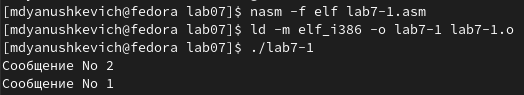 [mdyanushkevich@fedora lab07]$ nasm -f elf lab7-1.asm
[mdyanushkevich@fedora lab07]$ ld -m elf_i386 -o lab7-1 lab7-1.o
[mdyanushkevich@fedora lab07]$ ./lab7-1
Сообщение No 2
Сообщение No 1